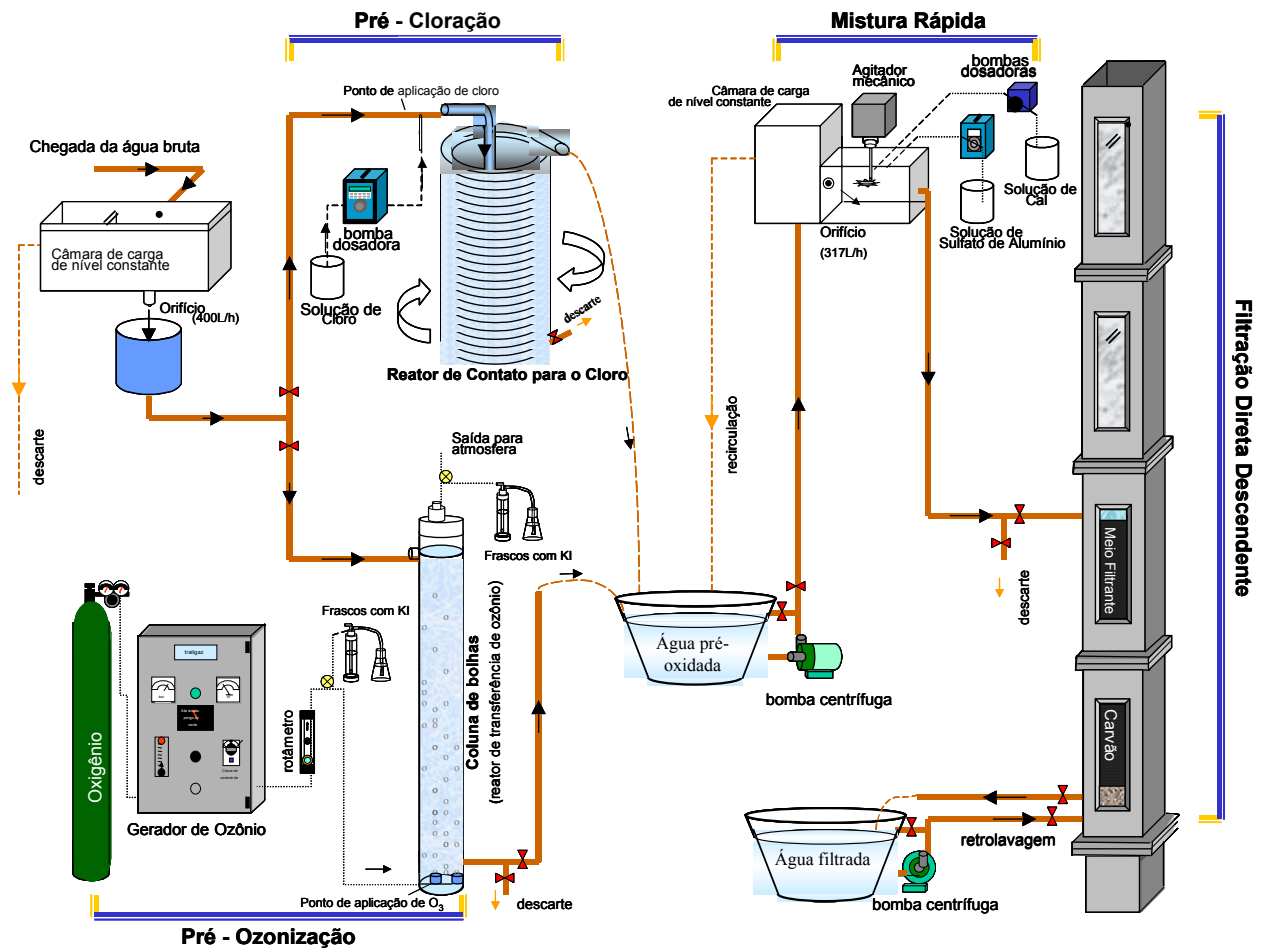 Pré - Cloração
Mistura Rápida
Ponto de aplicação de cloro
Chegada da água bruta
Câmara de carga
de nível constante
Orifício
(400L/h)
descarte
bomba
dosadora
Solução de
Cloro
descarte
Reator de Contato para o Cloro
Câmara de carga
de nível constante
Agitador
mecânico
bombas
dosadoras
Solução de
Cal
Solução de
Sulfato de Alumínio
Orifício
(317L/h)
recirculação
Filtração Direta Descendente
Saída para
atmosfera
Frascos com KI
Frascos com KI
Oxigênio
trailigaz
Gerador de Ozônio
rotâmetro
Coluna de bolhas
(reator de transferência de ozônio)
Ponto de aplicação de O3
descarte
Pré - Ozonização
Água pré-
oxidada
bomba centrífuga
descarte
Meio Filtrante
Carvão
Água filtrada
retrolavagem
bomba centrífuga